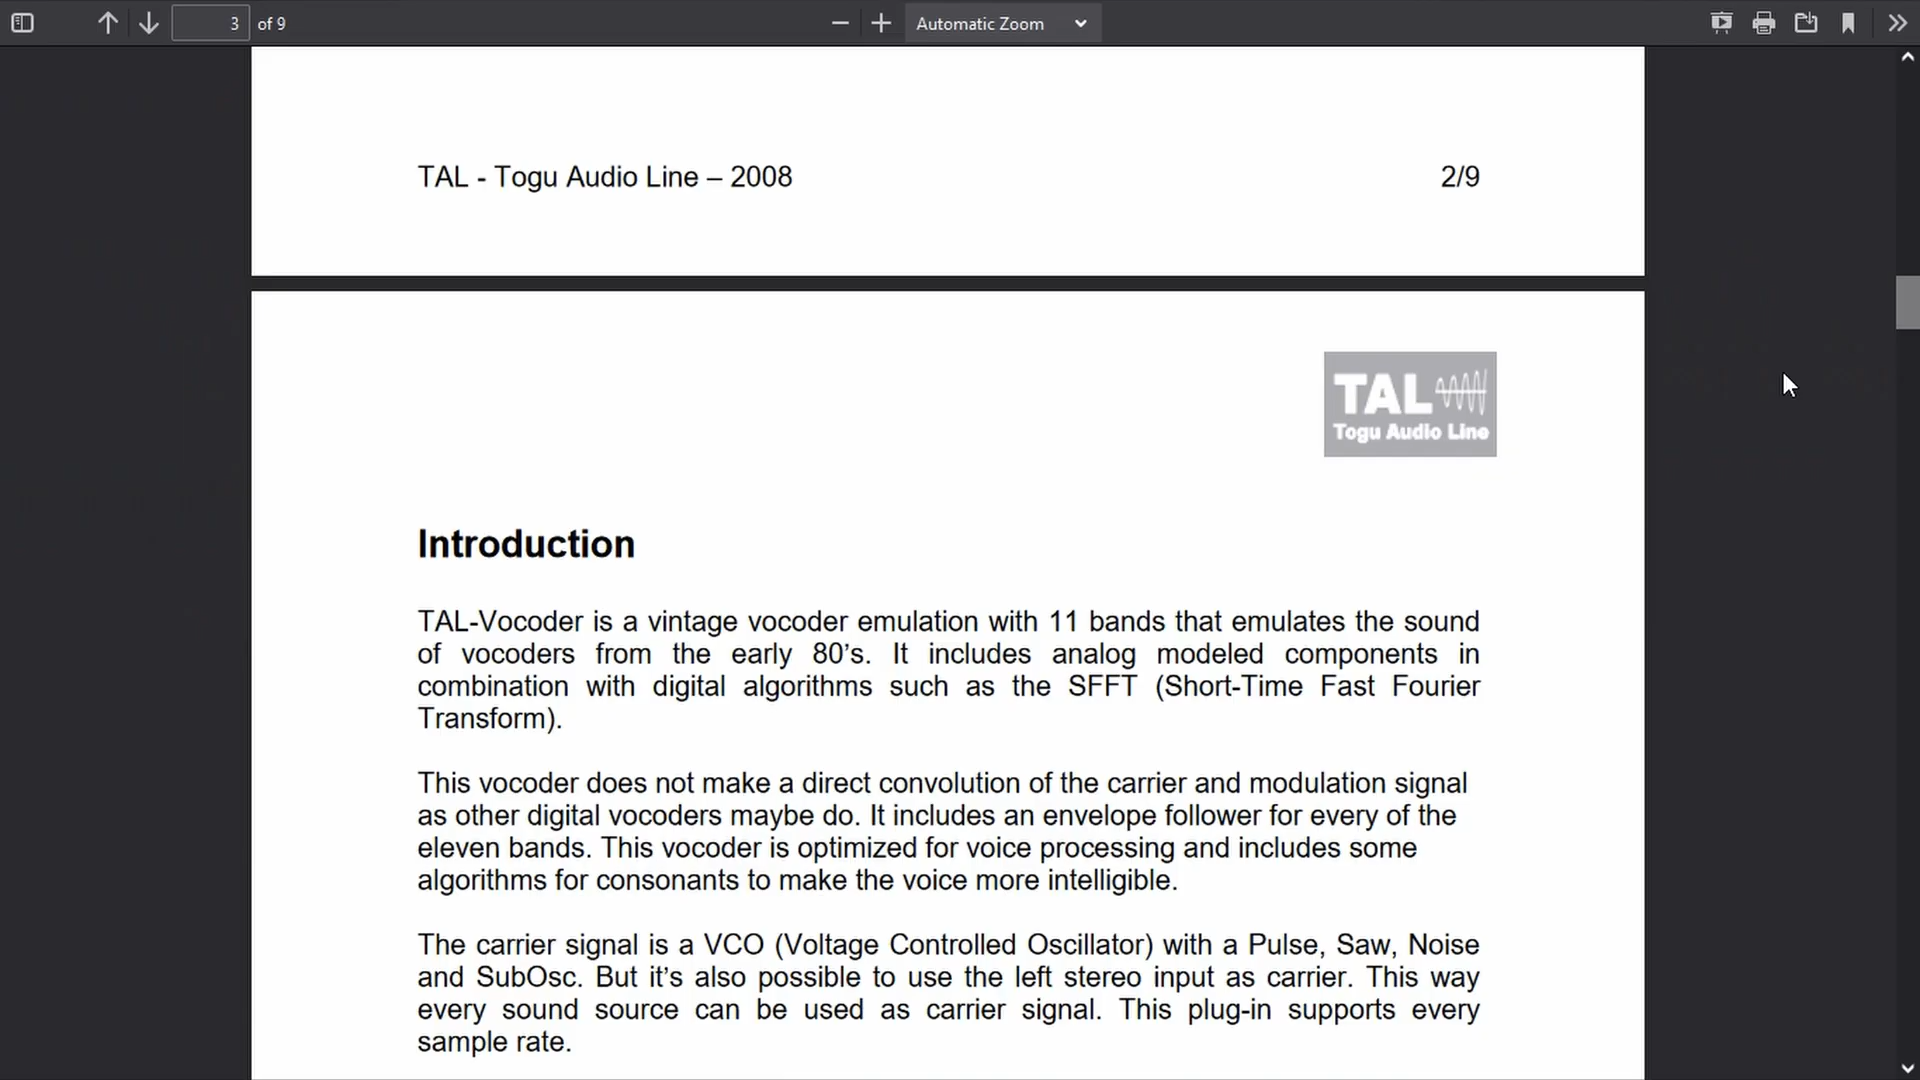 3 of 9 Automatic Zoom
TAL - Togu Audio Line – 2008 2/9
TAL
Togu Audio Line
Introduction
TAL-Vocoder is a vintage vocoder emulation with 11 bands that emulates the sound
of vocoders from the early 80’s. It includes analog modeled components in
combination with digital algorithms such as the SFFT (Short-Time Fast Fourier
Transform).
This vocoder does not make a direct convolution of the carrier and modulation signal
as other digital vocoders maybe do. It includes an envelope follower for every of the
eleven bands. This vocoder is optimized for voice processing and includes some
algorithms for consonants to make the voice more intelligible.
The carrier signal is a VCO (Voltage Controlled Oscillator) with a Pulse, Saw, Noise
and SubOsc. But it’s also possible to use the left stereo input as carrier. This way
every sound source can be used as carrier signal. This plug-in supports every
sample rate.